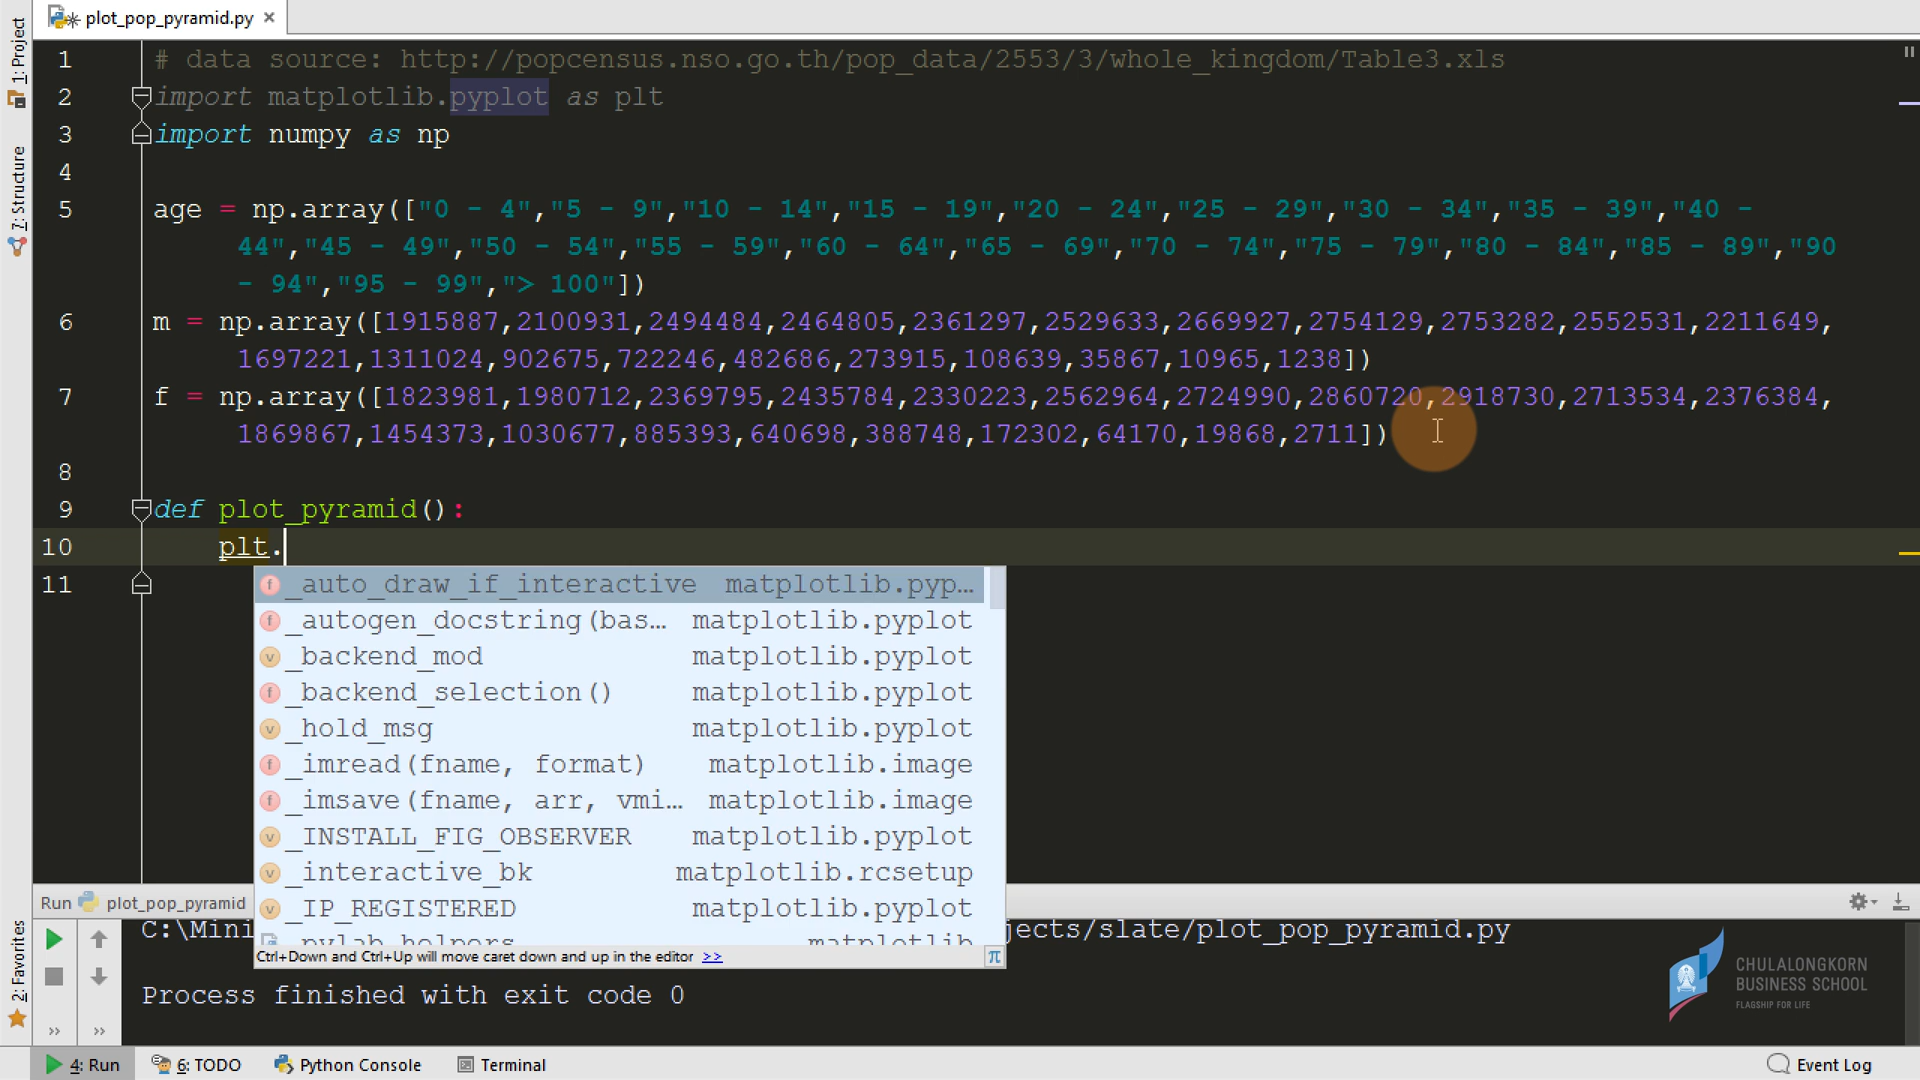 plot_pop_pyramid.py
1: Project
7: Structure
2: Favorites
1 # data source: http://popcensus.nso.go.th/pop_data/2553/3/whole_kingdom/Table3.xls
2 import matplotlib.pyplot as plt
3 import numpy as np
4
5 age = np.array(["0 - 4","5 - 9","10 - 14","15 - 19","20 - 24","25 - 29","30 - 34","35 - 39","40 -
44","45 - 49","50 - 54","55 - 59","60 - 64","65 - 69","70 - 74","75 - 79","80 - 84","85 - 89","90
- 94","95 - 99","> 100"])
6 m = np.array([1915887,2100931,2494484,2464805,2361297,2529633,2669927,2754129,2753282,2552531,2211649,
1697221,1311024,902675,722246,482686,273915,108639,35867,10965,1238])
7 f = np.array([1823981,1980712,2369795,2435784,2330223,2562964,2724990,2860720,2918730,2713534,2376384,
1869867,1454373,1030677,885393,640698,388748,172302,64170,19868,2711])
8
9 def plot_pyramid():
10 plt.
11
f _auto_draw_if_interactive matplotlib.pyp…
f _autogen_docstring(bas… matplotlib.pyplot
v _backend_mod matplotlib.pyplot
f _backend_selection() matplotlib.pyplot
v _hold_msg matplotlib.pyplot
f _imread(fname, format) matplotlib.image
f _imsave(fname, arr, vmi… matplotlib.image
v _INSTALL_FIG_OBSERVER matplotlib.pyplot
v _interactive_bk matplotlib.rcsetup
v _IP_REGISTERED matplotlib.pyplot
_pylab_helpers matplotlib
Ctrl+Down and Ctrl+Up will move caret down and up in the editor >> π
Run plot_pop_pyramid
C:\Mini jects/slate/plot_pop_pyramid.py
Process finished with exit code 0
CHULALONGKORN
BUSINESS SCHOOL
FLAGSHIP FOR LIFE
4: Run 6: TODO Python Console Terminal Event Log